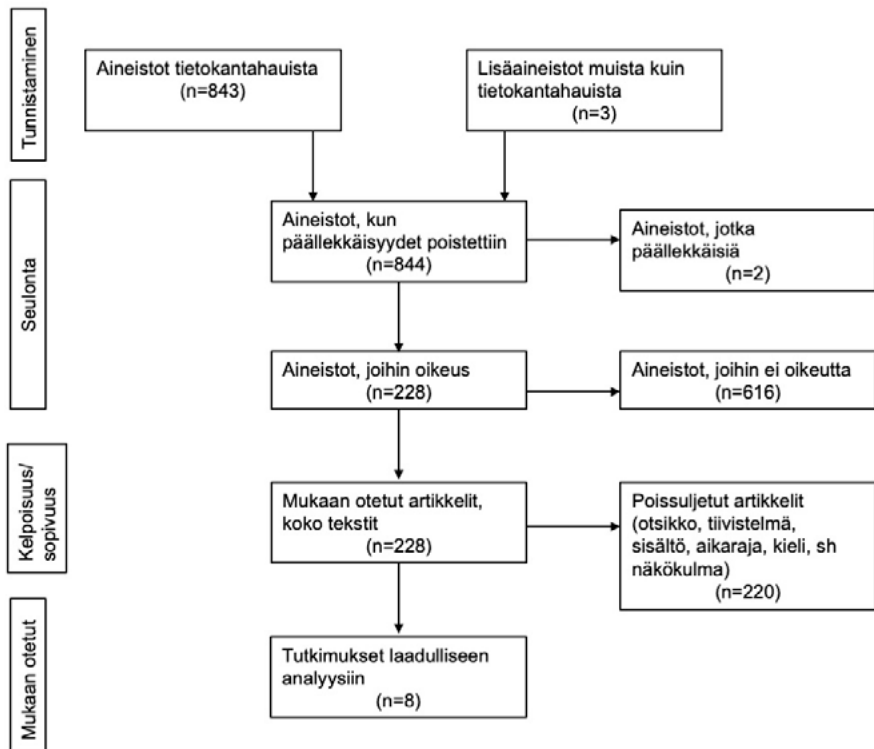 Tunnistaminen
Aineistot tietokantahauista
(n=843)
Lisäaineistot muista kuin
tietokantahauista
(n=3)
Seulonta
Aineistot, kun
päällekkäisyydet poistettiin
(n=844)
Aineistot, jotka
päällekkäisiä
(n=2)
Aineistot, joihin oikeus
(n=228)
Aineistot, joihin ei oikeutta
(n=616)
Kelpoisuus/
sopivuus
Mukaan otetut artikkelit,
koko tekstit
(n=228)
Poissuljetut artikkelit
(otsikko, tiivistelmä,
sisältö, aikaraja, kieli, sh
näkökulma)
(n=220)
Mukaan otetut
Tutkimukset laadulliseen
analyysiin
(n=8)